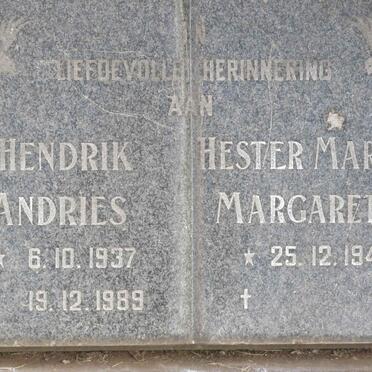 IN
LIEFDEVOLLE HERINNERING
AAN
HENDRIK
ANDRIES
* 6.10.1937
19.12.1989
HESTER MAR
MARGARET
* 25.12.194
†